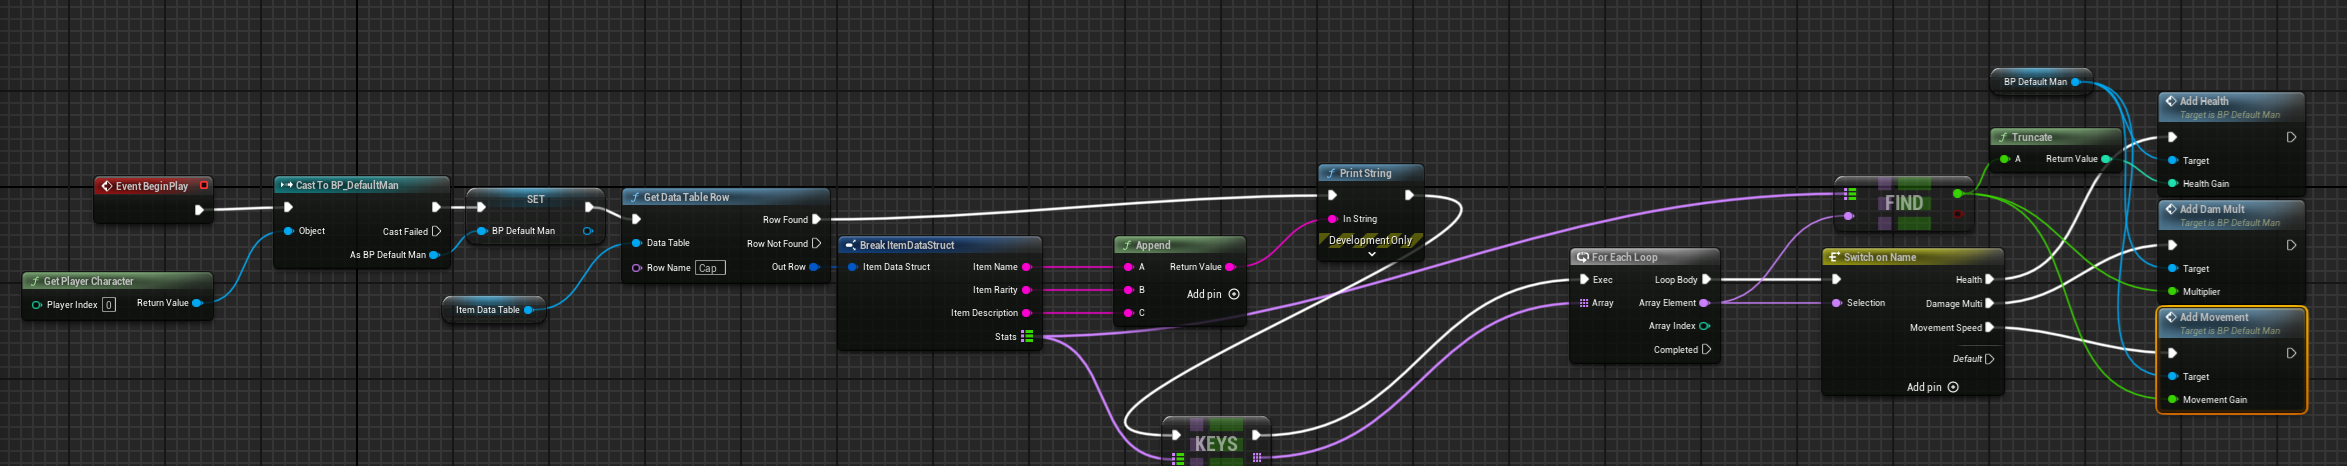 Event BeginPlay
Get Player Character
Player Index 0
Return Value
Cast To BP_DefaultMan
Object
Cast Failed
As BP Default Man
SET
BP Default Man
Item Data Table
Get Data Table Row
Row Found
Data Table
Row Not Found
Row Name Cap
Out Row
Break ItemDataStruct
Item Data Struct
Item Name
Item Rarity
Item Description
Stats
Append
A
Return Value
B
Add pin
C
Print String
In String
Development Only
KEYS
For Each Loop
Exec
Loop Body
Array
Array Element
Array Index
Completed
FIND
Switch on Name
Health
Selection
Damage Multi
Movement Speed
Default
Add pin
BP Default Man
Truncate
A
Return Value
Add Health
Target is BP Default Man
Target
Health Gain
Add Dam Mult
Target is BP Default Man
Target
Multiplier
Add Movement
Target is BP Default Man
Target
Movement Gain